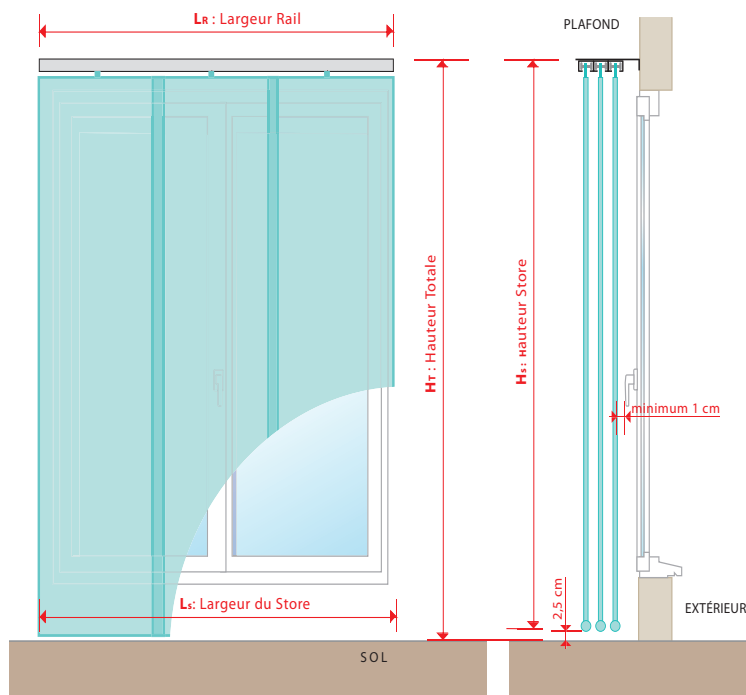 LR : Largeur Rail
PLAFOND
HT : Hauteur Totale
Hs : Hauteur Store
minimum 1 cm
2,5 cm
Ls: Largeur du Store
EXTÉRIEUR
SOL